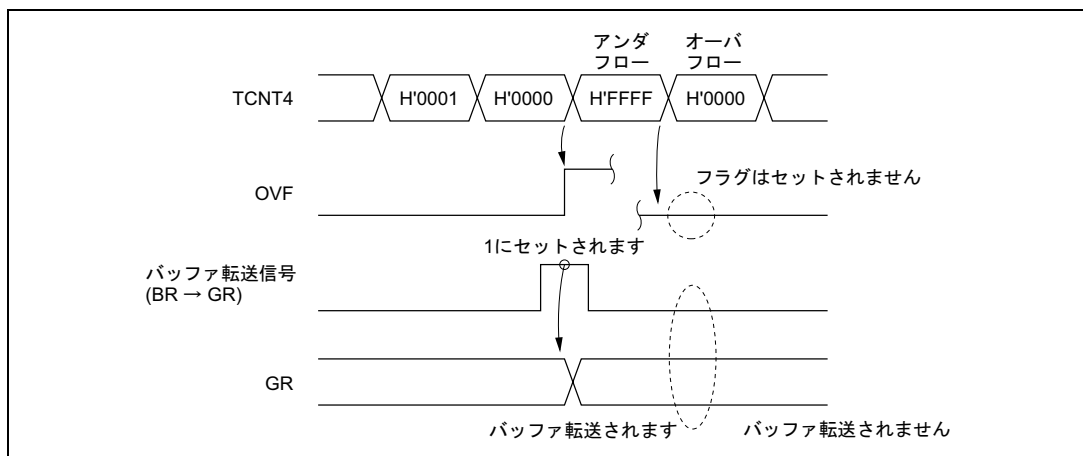 アンダ
フロー
オーバ
フロー
TCNT4
H'0001
H'0000
H'FFFF
H'0000
OVF
フラグはセットされません
1にセットされます
バッファ転送信号
(BR → GR)
GR
バッファ転送されます
バッファ転送されません